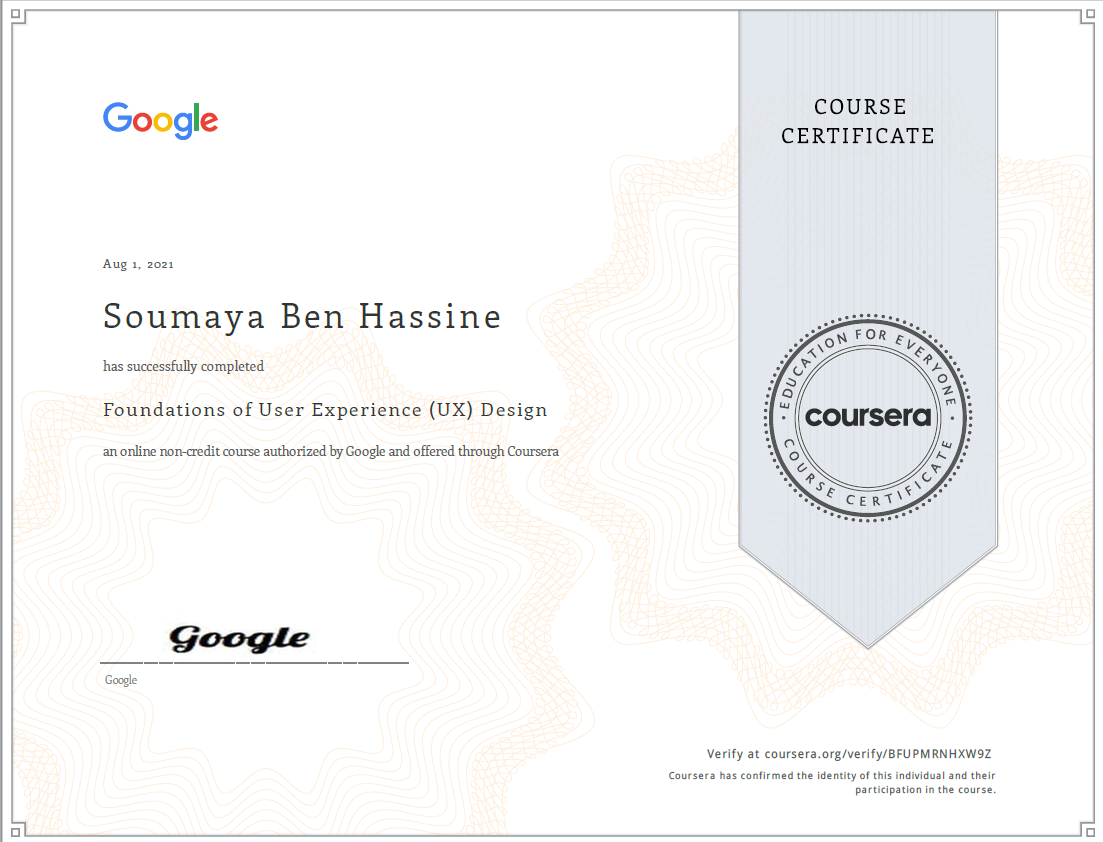 Google
COURSE
CERTIFICATE
Aug 1, 2021
Soumaya Ben Hassine
has successfully completed
Foundations of User Experience (UX) Design
an online non-credit course authorized by Google and offered through Coursera
EDUCATION FOR EVERYONE
coursera
COURSE CERTIFICATE
Google
Google
Verify at coursera.org/verify/BFUPMRNHXW9Z
Coursera has confirmed the identity of this individual and their
participation in the course.